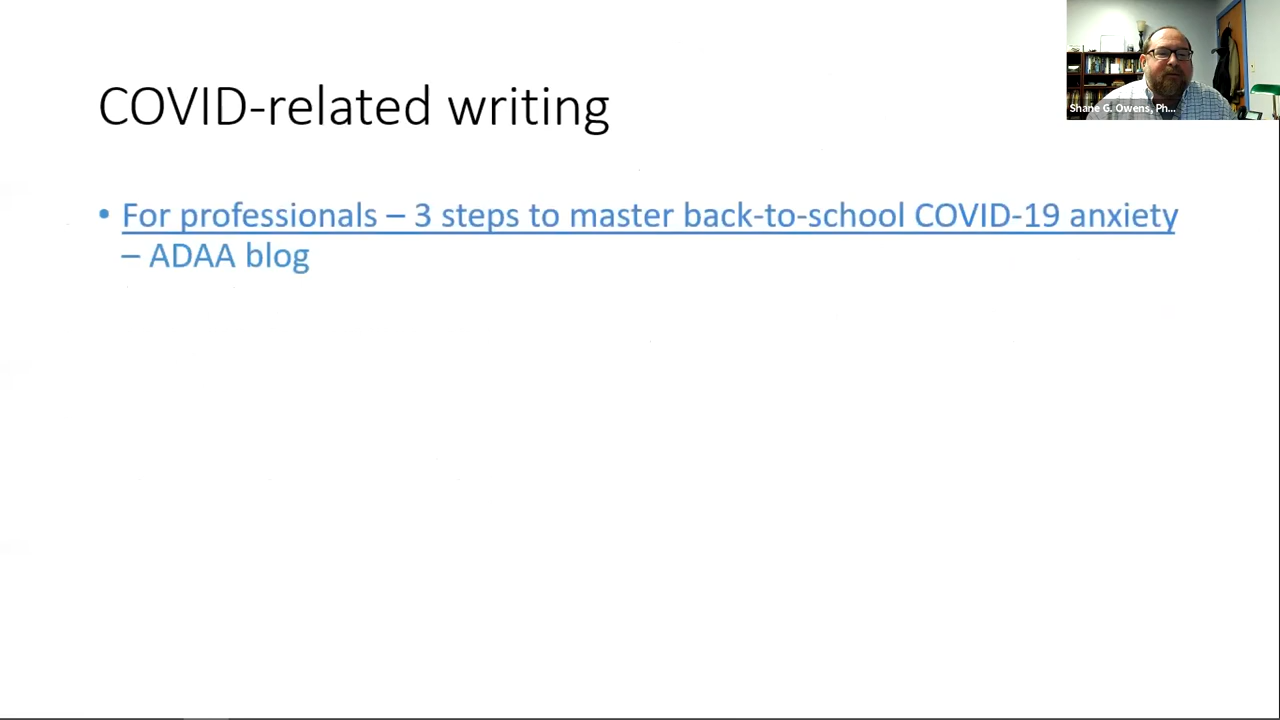 COVID-related writing
Shane G. Owens, Ph...
• For professionals – 3 steps to master back-to-school COVID-19 anxiety
– ADAA blog